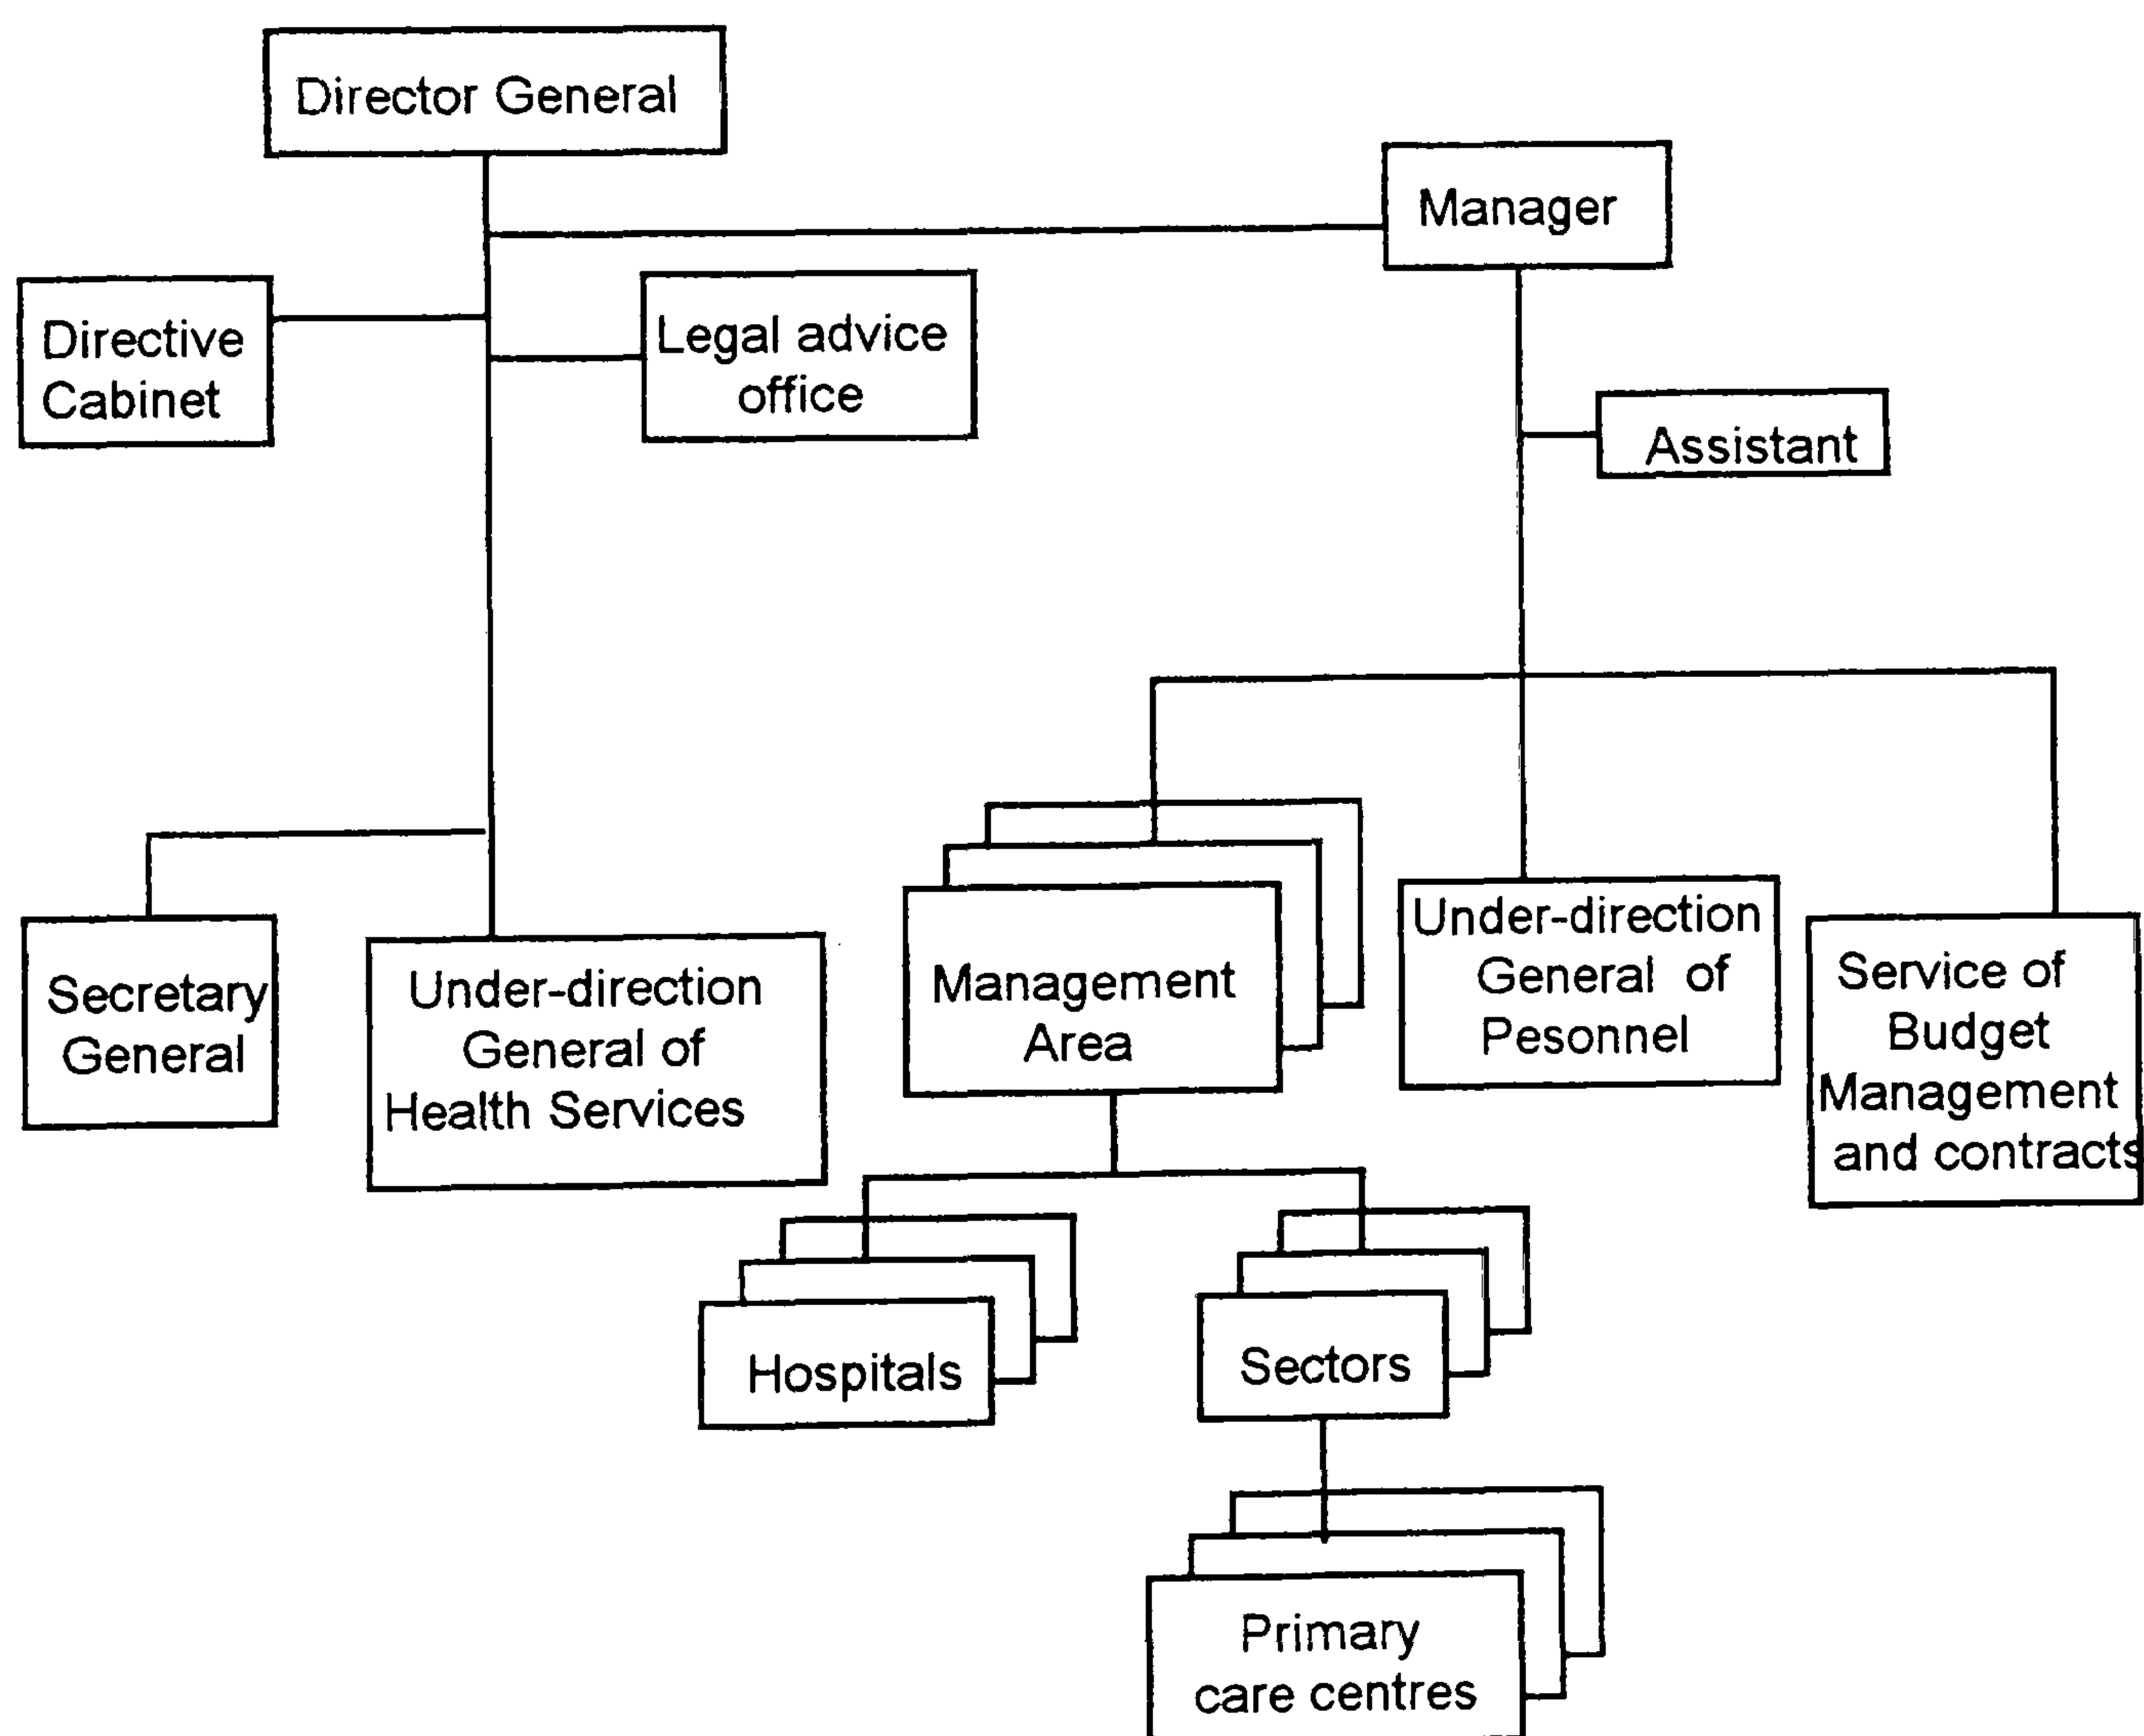 Director General
Manager
Directive
Cabinet
Legal advice
office
Assistant
Secretary
General
Under-direction
General of
Health Services
Management
Area
Under-direction
General of
Pesonnel
Service of
Budget
Management
and contracts
Hospitals
Sectors
Primary
care centres